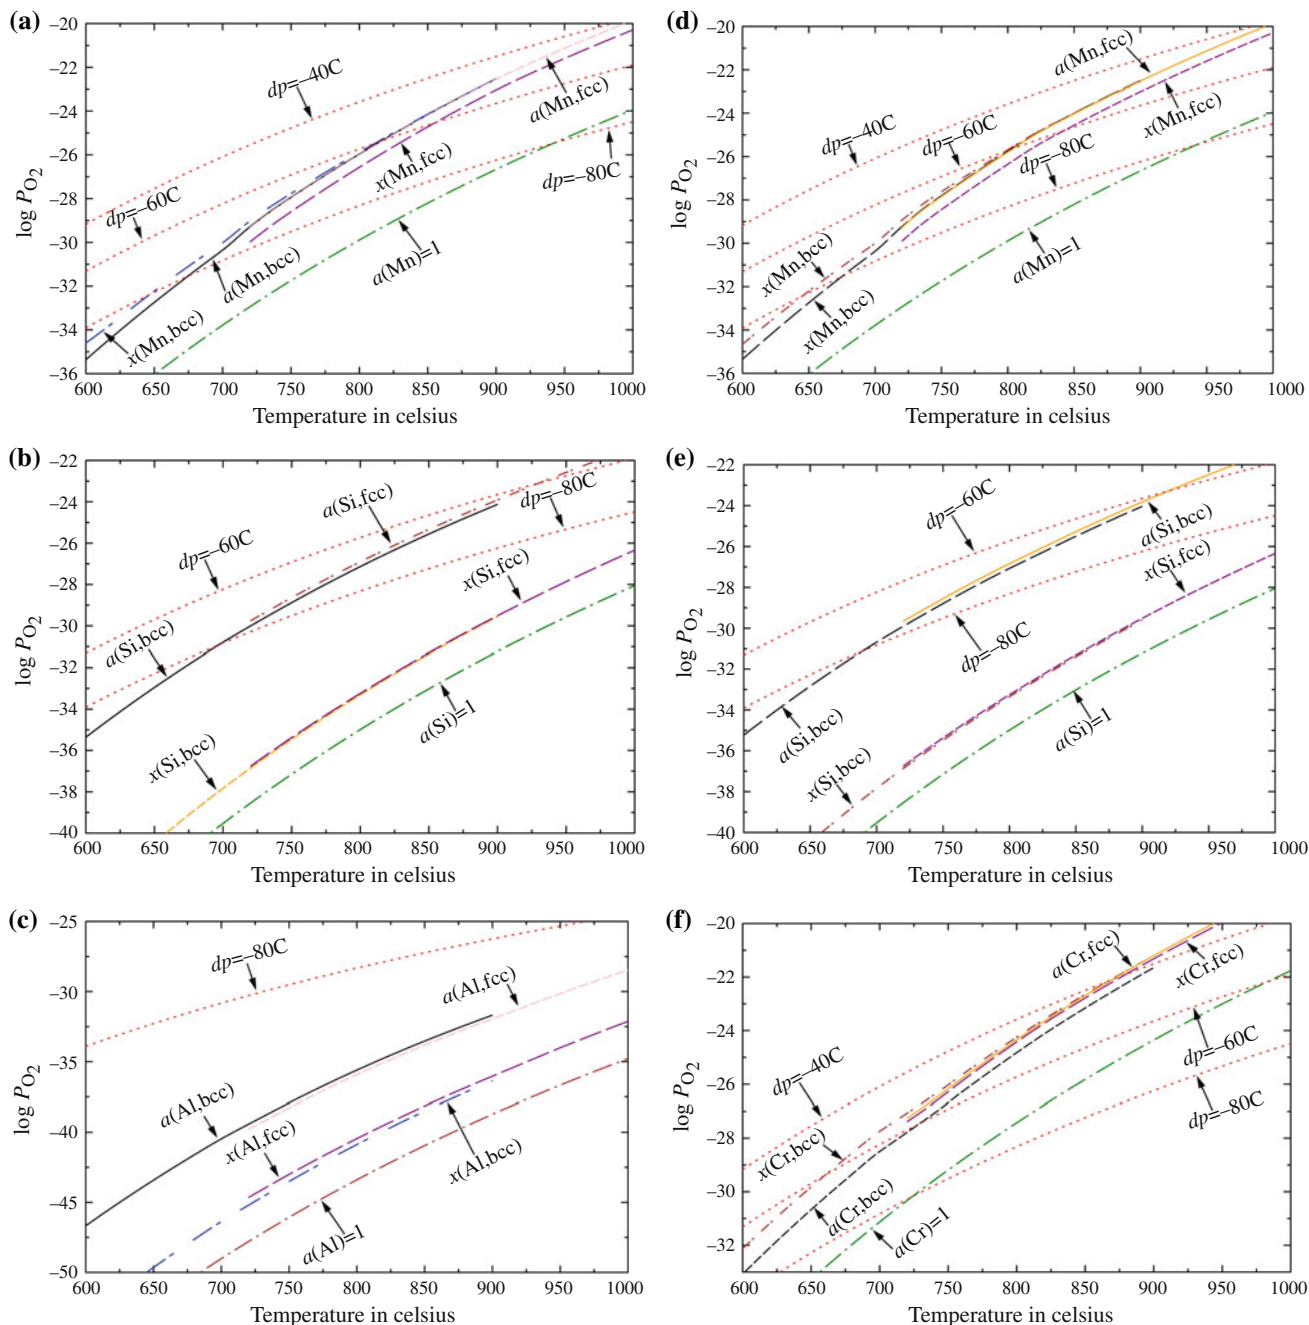 (a)
−20
−22
−24
−26
−28
−30
−32
−34
−36
log P_O2
dp=−40C
dp=−60C
a(Mn,fcc)
x(Mn,fcc)
dp=−80C
a(Mn)=1
a(Mn,bcc)
x(Mn,bcc)
600 650 700 750 800 850 900 950 1000
Temperature in celsius
(d)
−20
−22
−24
−26
−28
−30
−32
−34
−36
log P_O2
a(Mn,fcc)
x(Mn,fcc)
dp=−40C
dp=−60C
dp=−80C
a(Mn)=1
x(Mn,bcc)
x(Mn,bcc)
600 650 700 750 800 850 900 950 1000
Temperature in celsius
(b)
−22
−24
−26
−28
−30
−32
−34
−36
−38
−40
log P_O2
a(Si,fcc)
dp=−80C
dp=−60C
x(Si,fcc)
a(Si,bcc)
a(Si)=1
x(Si,bcc)
600 650 700 750 800 850 900 950 1000
Temperature in celsius
(e)
−22
−24
−26
−28
−30
−32
−34
−36
−38
−40
log P_O2
dp=−60C
a(Si,bcc)
x(Si,fcc)
dp=−80C
a(Si,bcc)
a(Si)=1
x(Si,bcc)
600 650 700 750 800 850 900 950 1000
Temperature in celsius
(c)
−25
−30
−35
−40
−45
−50
log P_O2
dp=−80C
a(Al,fcc)
a(Al,bcc)
x(Al,fcc)
x(Al,bcc)
a(Al)=1
600 650 700 750 800 850 900 950 1000
Temperature in celsius
(f)
−20
−22
−24
−26
−28
−30
−32
log P_O2
a(Cr,fcc)
x(Cr,fcc)
dp=−40C
dp=−60C
dp=−80C
x(Cr,bcc)
a(Cr,bcc)
a(Cr)=1
600 650 700 750 800 850 900 950 1000
Temperature in celsius